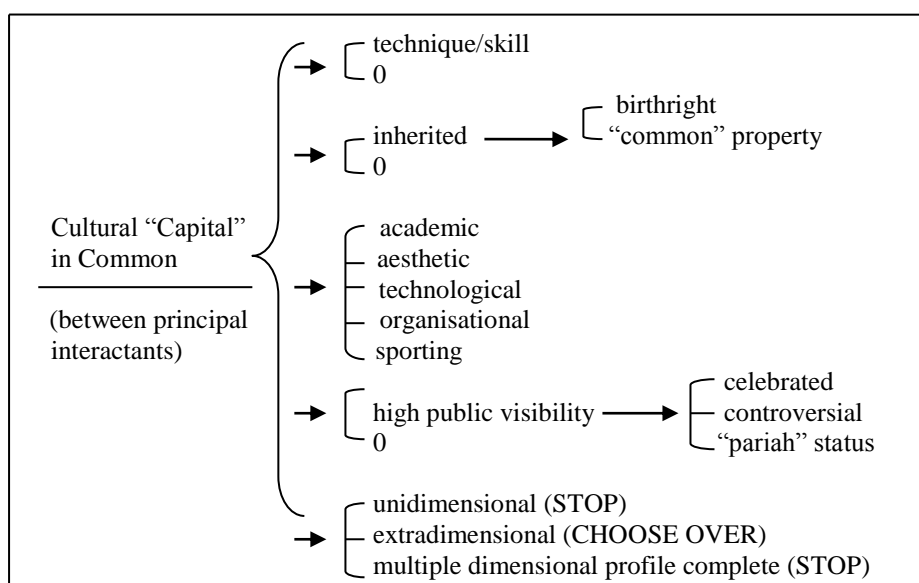 technique/skill
0
birthright
inherited
“common” property
0
Cultural “Capital”
in Common
(between principal
interactants)
academic
aesthetic
technological
organisational
sporting
high public visibility
0
celebrated
controversial
“pariah” status
unidimensional (STOP)
extradimensional (CHOOSE OVER)
multiple dimensional profile complete (STOP)